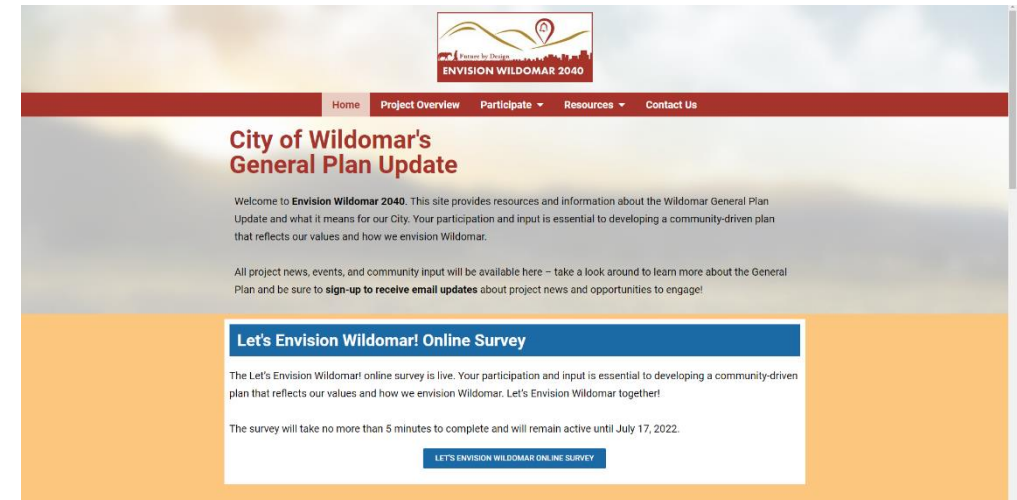 Future by Design
ENVISION WILDOMAR 2040
Home Project Overview Participate Resources Contact Us
City of Wildomar's
General Plan Update
Welcome to Envision Wildomar 2040. This site provides resources and information about the Wildomar General Plan
Update and what it means for our City. Your participation and input is essential to developing a community-driven plan
that reflects our values and how we envision Wildomar.
All project news, events, and community input will be available here – take a look around to learn more about the General
Plan and be sure to sign-up to receive email updates about project news and opportunities to engage!
Let's Envision Wildomar! Online Survey
The Let's Envision Wildomar! online survey is live. Your participation and input is essential to developing a community-driven
plan that reflects our values and how we envision Wildomar. Let's Envision Wildomar together!
The survey will take no more than 5 minutes to complete and will remain active until July 17, 2022.
LET'S ENVISION WILDOMAR ONLINE SURVEY